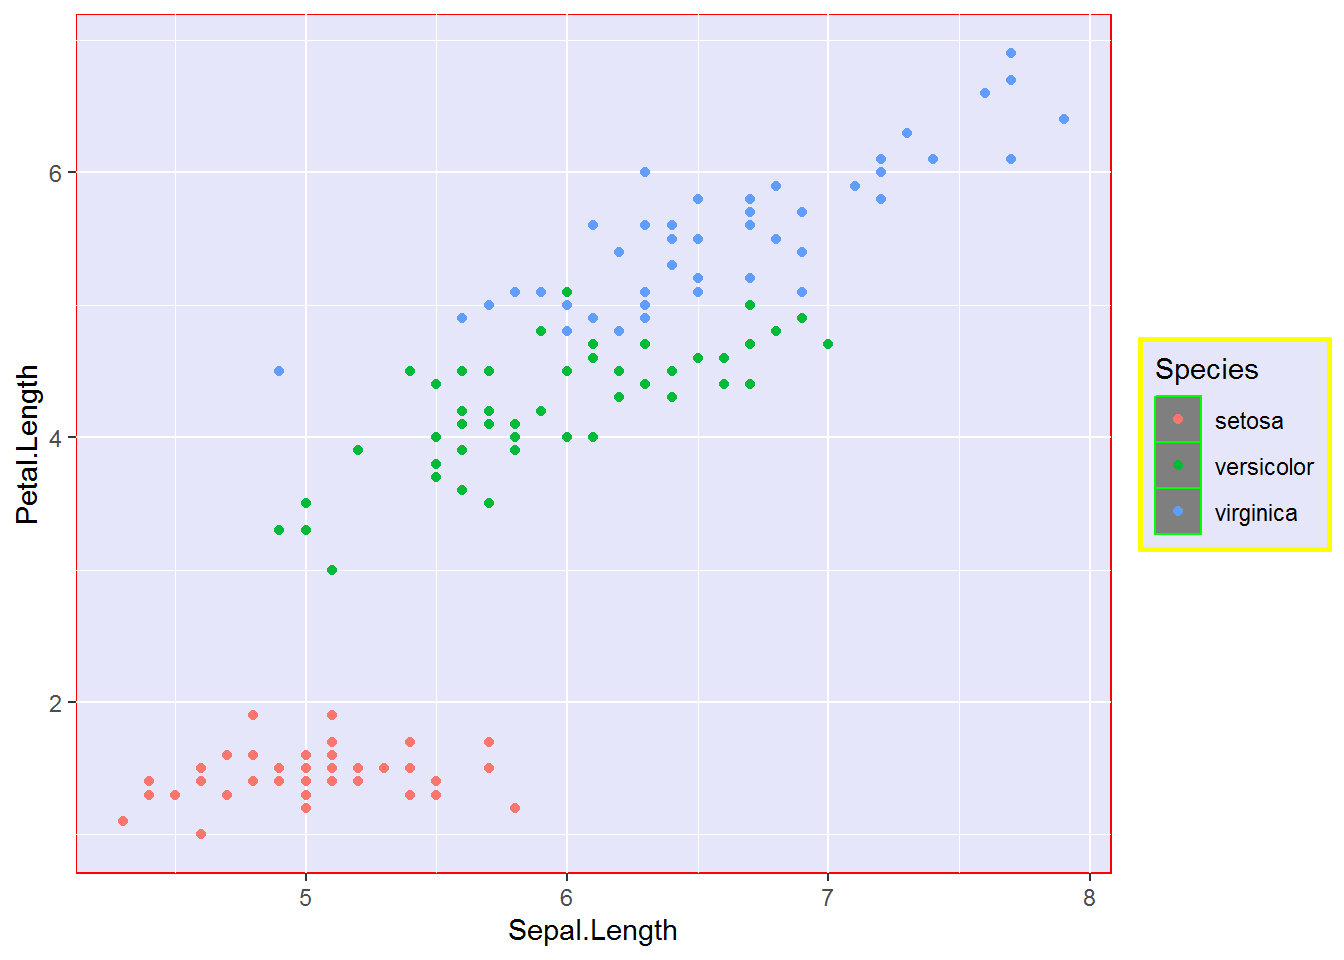 6
4
2
Petal.Length
5 6 7 8
Sepal.Length
Species
setosa
versicolor
virginica